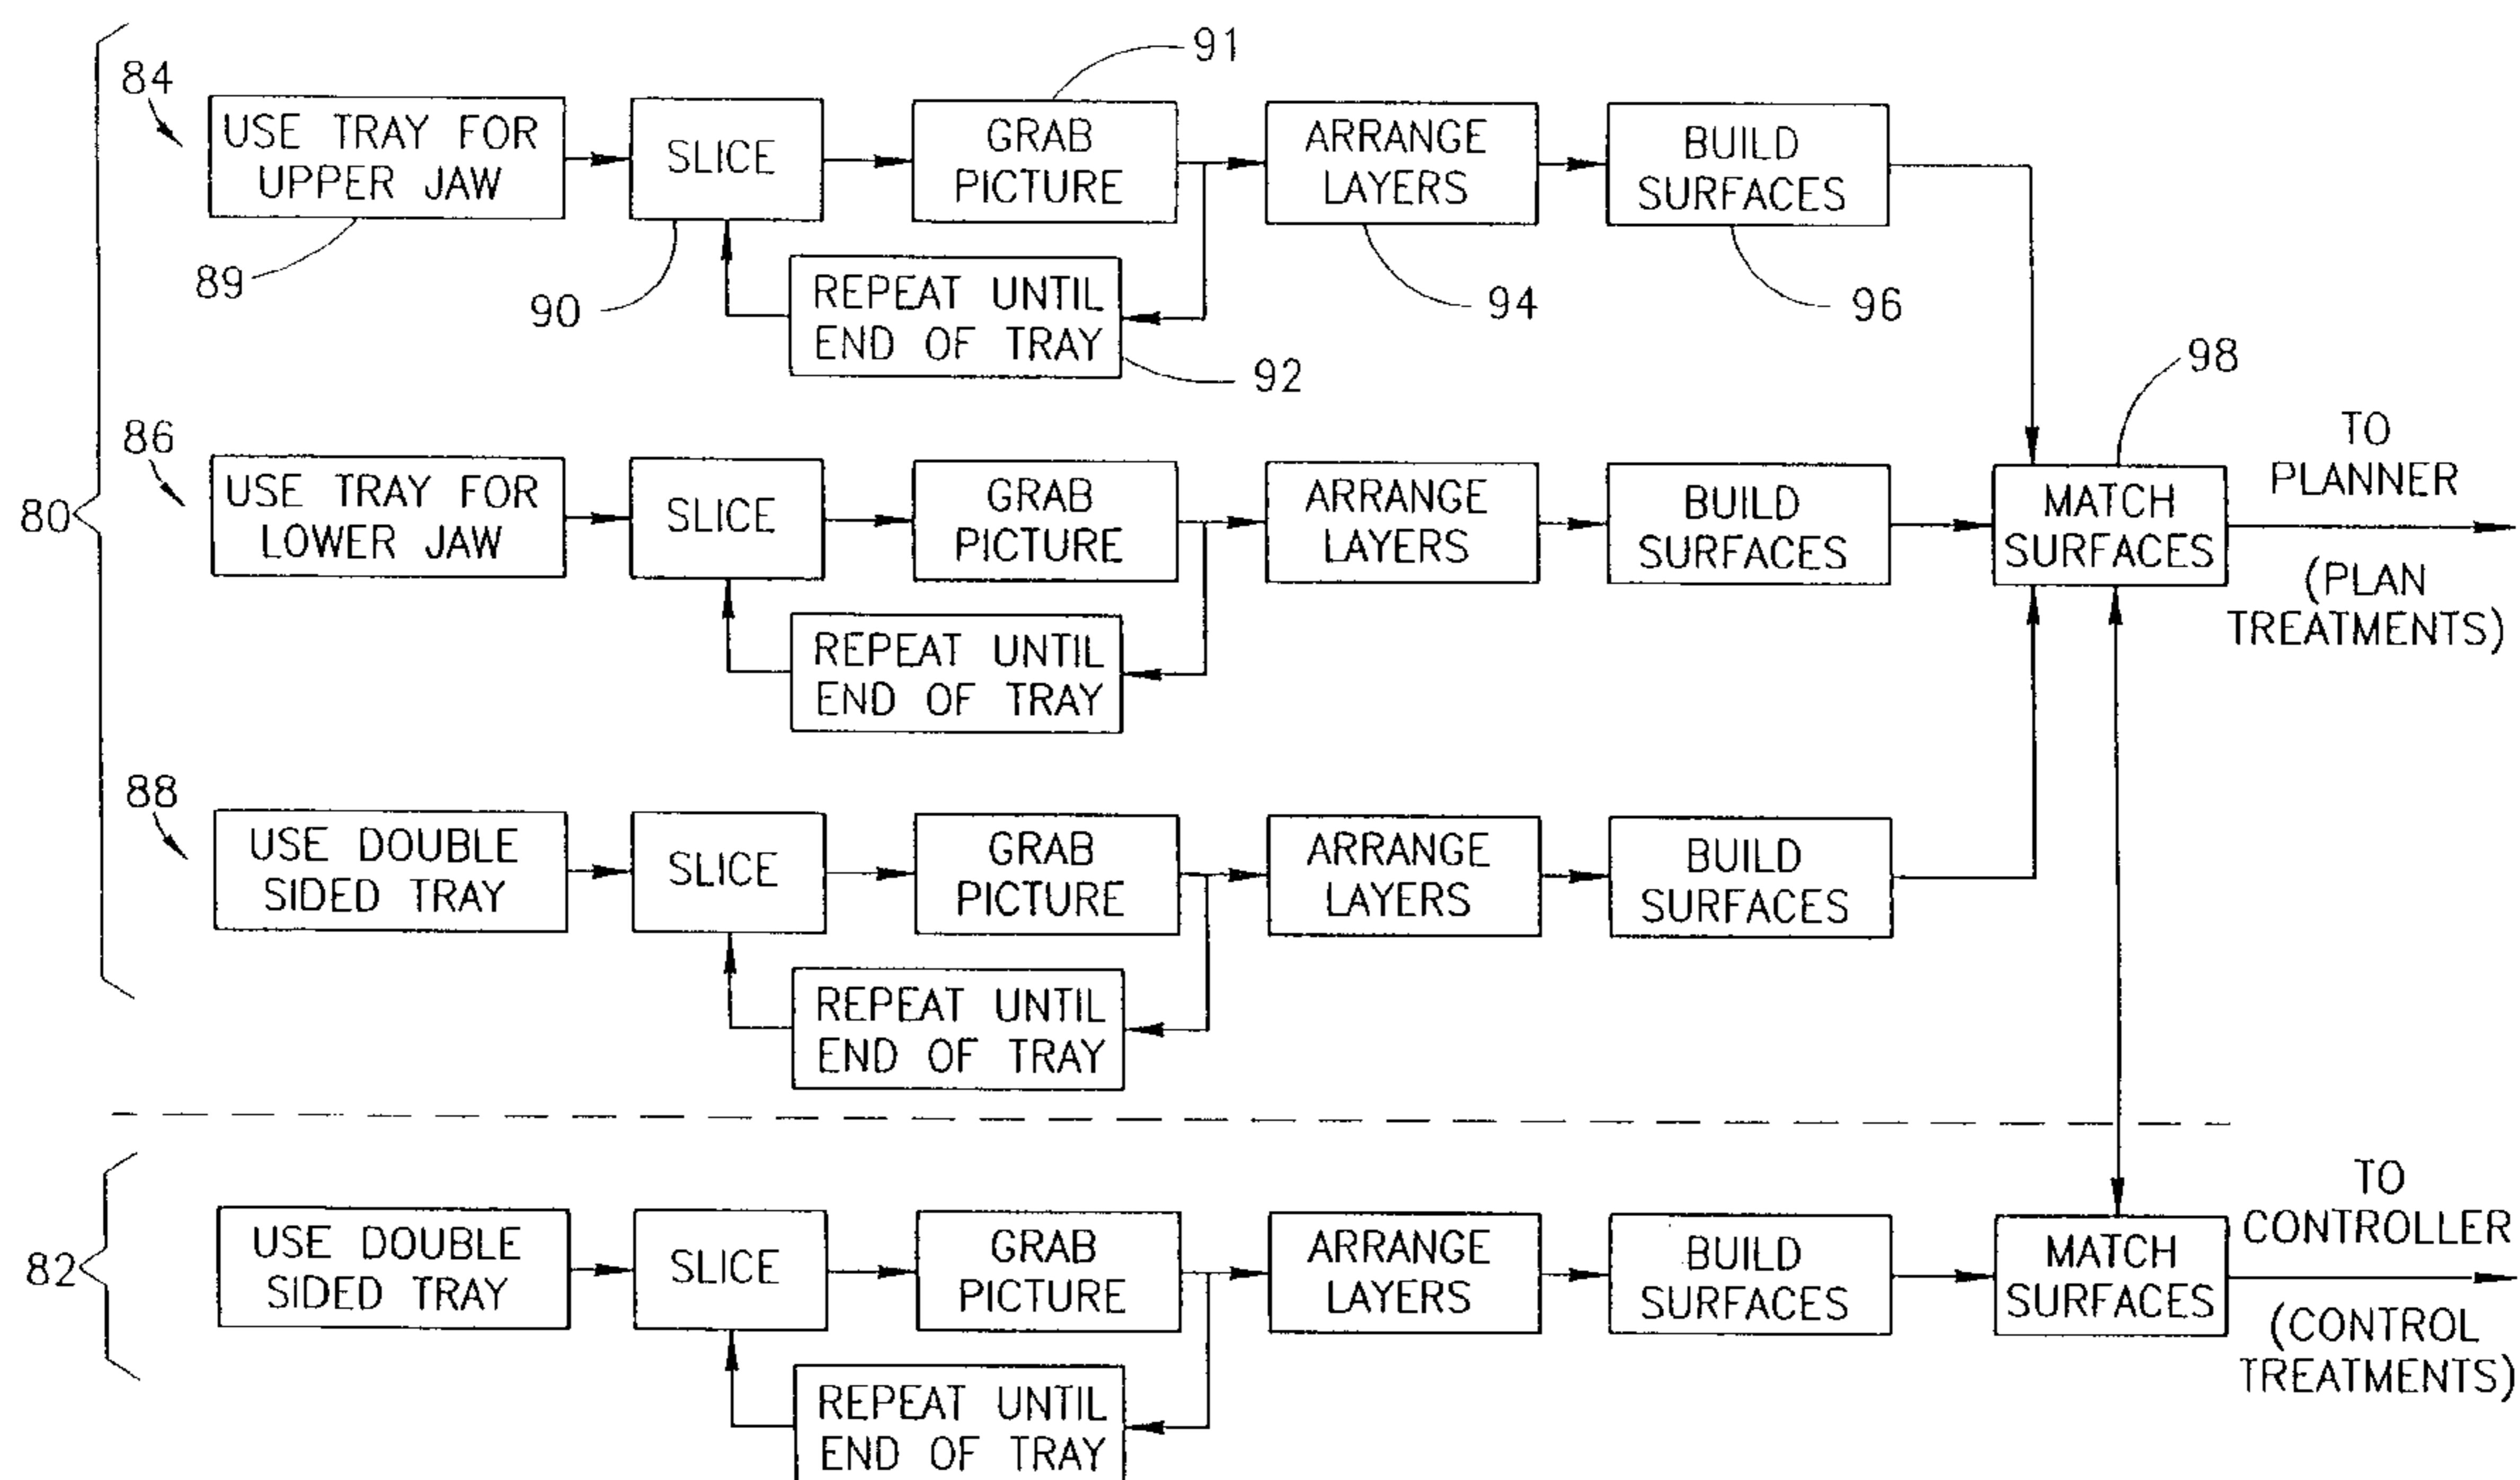 91
84
USE TRAY FOR
UPPER JAW
SLICE
GRAB
PICTURE
ARRANGE
LAYERS
BUILD
SURFACES
89
90
REPEAT UNTIL
END OF TRAY
92
94
96
98
80
86
USE TRAY FOR
LOWER JAW
SLICE
GRAB
PICTURE
ARRANGE
LAYERS
BUILD
SURFACES
MATCH
SURFACES
TO
PLANNER
(PLAN
TREATMENTS)
REPEAT UNTIL
END OF TRAY
88
USE DOUBLE
SIDED TRAY
SLICE
GRAB
PICTURE
ARRANGE
LAYERS
BUILD
SURFACES
REPEAT UNTIL
END OF TRAY
82
USE DOUBLE
SIDED TRAY
SLICE
GRAB
PICTURE
ARRANGE
LAYERS
BUILD
SURFACES
MATCH
SURFACES
TO
CONTROLLER
(CONTROL
TREATMENTS)
REPEAT UNTIL
END OF TRAY